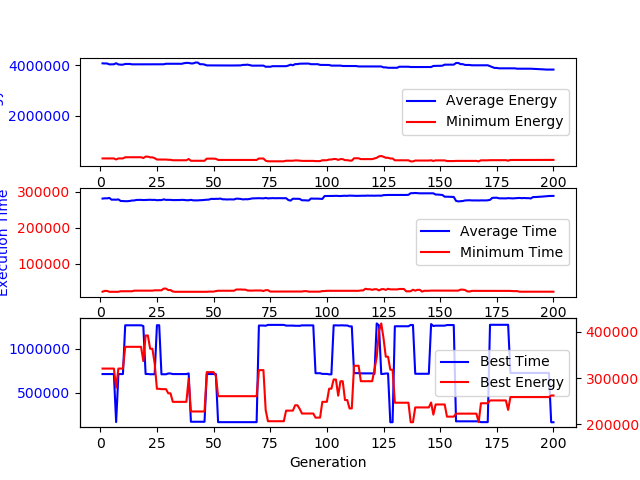 4000000
2000000
Average Energy
Minimum Energy
0 25 50 75 100 125 150 175 200
Execution Time
300000
200000
100000
Average Time
Minimum Time
0 25 50 75 100 125 150 175 200
1000000
500000
Best Time
Best Energy
400000
300000
200000
0 25 50 75 100 125 150 175 200
Generation